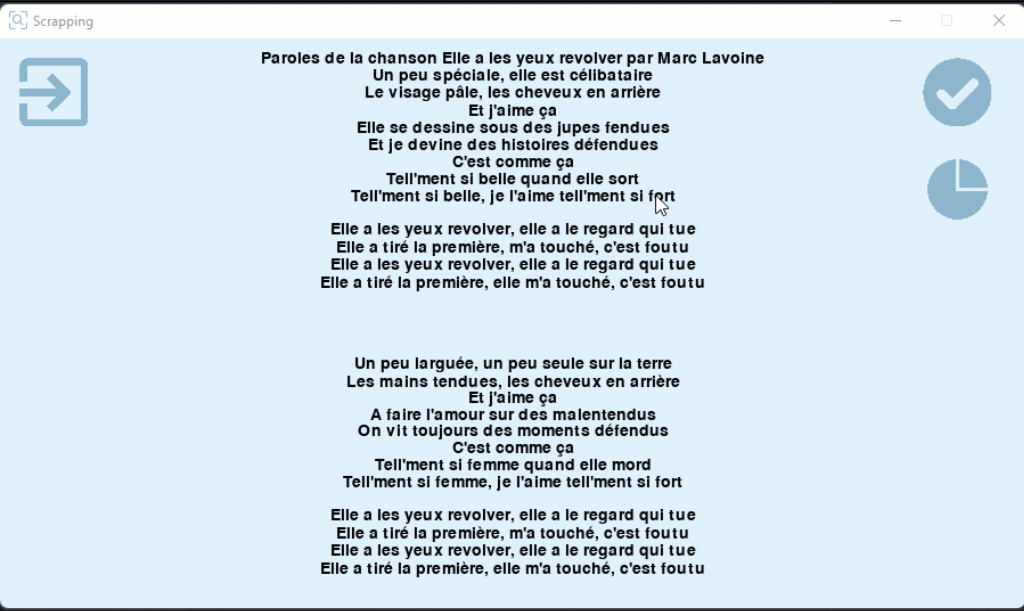 Scrapping
Paroles de la chanson Elle a les yeux revolver par Marc Lavoine
Un peu spéciale, elle est célibataire
Le visage pâle, les cheveux en arrière
Et j'aime ça
Elle se dessine sous des jupes fendues
Et je devine des histoires défendues
C'est comme ça
Tell'ment si belle quand elle sort
Tell'ment si belle, je l'aime tell'ment si fort
Elle a les yeux revolver, elle a le regard qui tue
Elle a tiré la première, m'a touché, c'est foutu
Elle a les yeux revolver, elle a le regard qui tue
Elle a tiré la première, elle m'a touché, c'est foutu
Un peu larguée, un peu seule sur la terre
Les mains tendues, les cheveux en arrière
Et j'aime ça
A faire l'amour sur des malentendus
On vit toujours des moments défendus
C'est comme ça
Tell'ment si femme quand elle mord
Tell'ment si femme, je l'aime tell'ment si fort
Elle a les yeux revolver, elle a le regard qui tue
Elle a tiré la première, m'a touché, c'est foutu
Elle a les yeux revolver, elle a le regard qui tue
Elle a tiré la première, elle m'a touché, c'est foutu